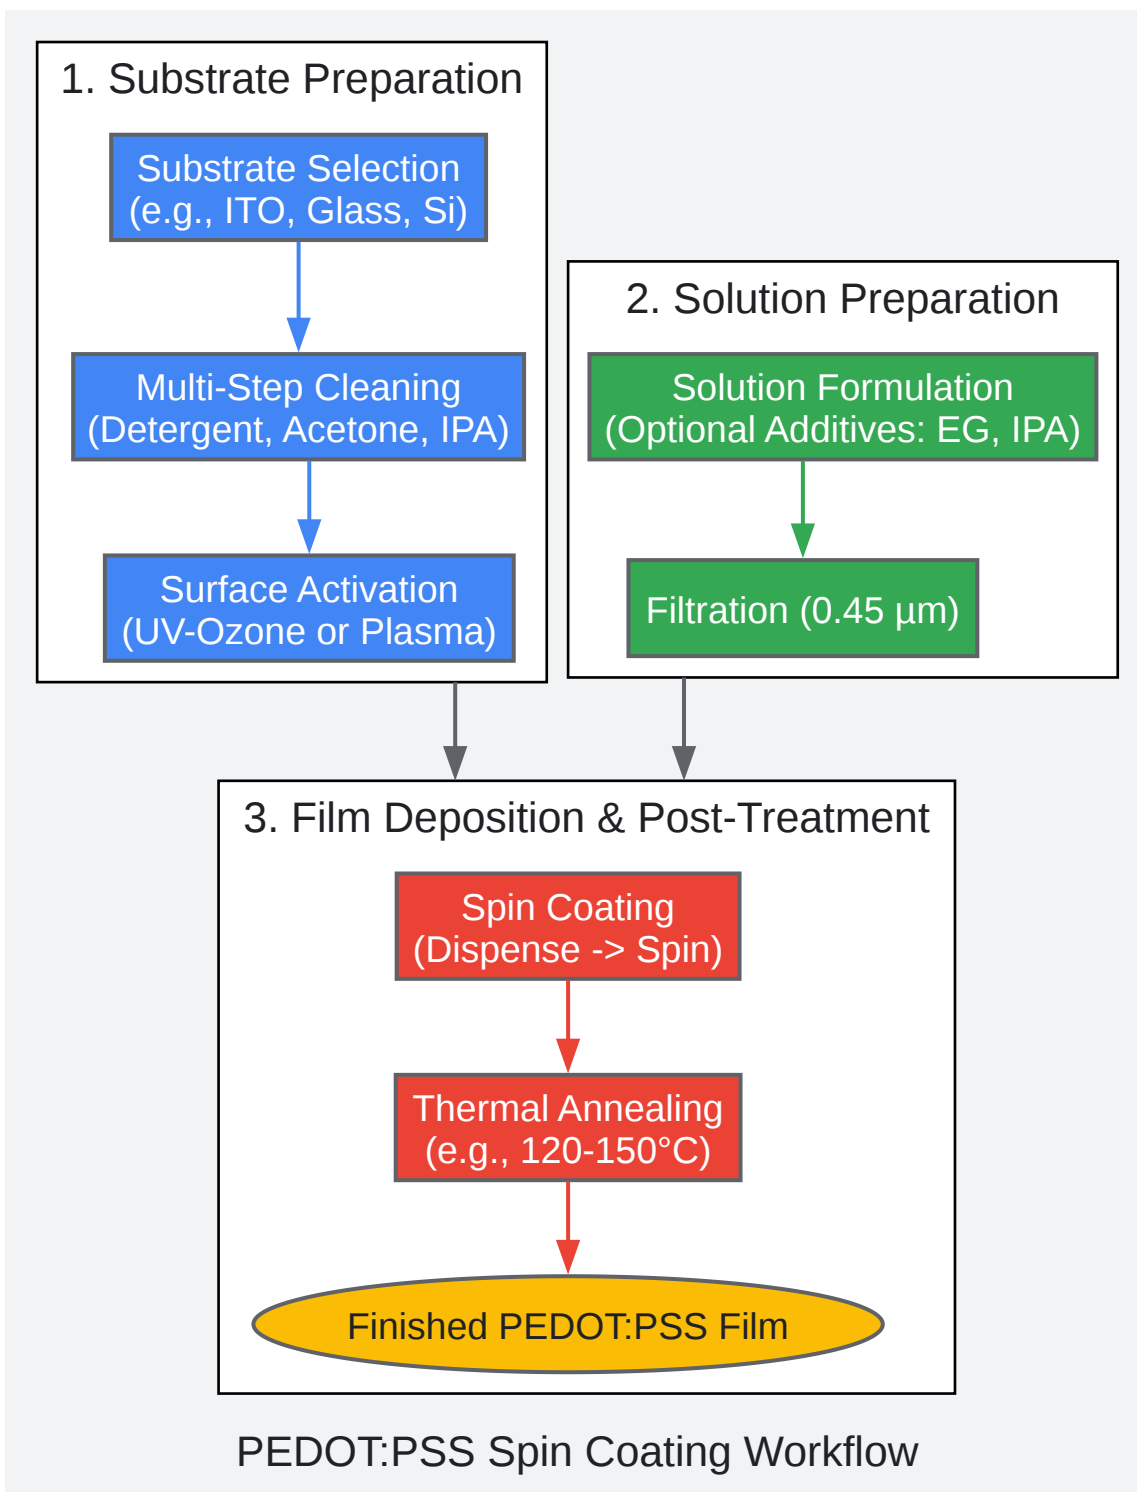 1. Substrate Preparation
Substrate Selection
(e.g., ITO, Glass, Si)
Multi-Step Cleaning
(Detergent, Acetone, IPA)
Surface Activation
(UV-Ozone or Plasma)
2. Solution Preparation
Solution Formulation
(Optional Additives: EG, IPA)
Filtration (0.45 µm)
3. Film Deposition & Post-Treatment
Spin Coating
(Dispense -> Spin)
Thermal Annealing
(e.g., 120-150°C)
Finished PEDOT:PSS Film
PEDOT:PSS Spin Coating Workflow